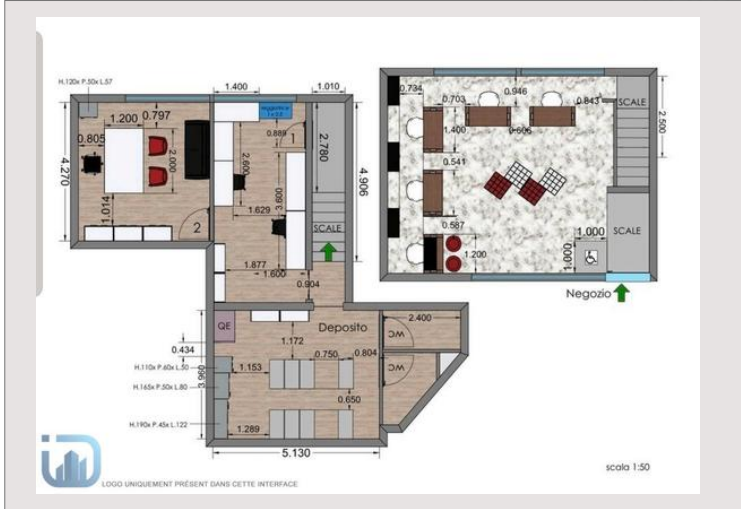 H.120x P.50x L.57
1.400
1.010
0.797
1.200
0.805
2.000
4.270
1.014
2
0.889
1
2.600
3.600
1.629
2.780
4.906
SCALE
1.877
1.600
0.904
0.734
0.703
0.946
0.843
SCALE
1.400
0.606
2.500
0.541
0.587
1.200
1.000
1.000
SCALE
Negozio
QE
Deposito
2.400
WC
WC
0.434
1.172
0.750
0.804
H.110x P.60x L.50
1.153
3.960
H.165x P.50x L.80
0.650
H.190x P.45x L.122
1.289
5.130
iD
scala 1:50
LOGO UNIQUEMENT PRÉSENT DANS CETTE INTERFACE